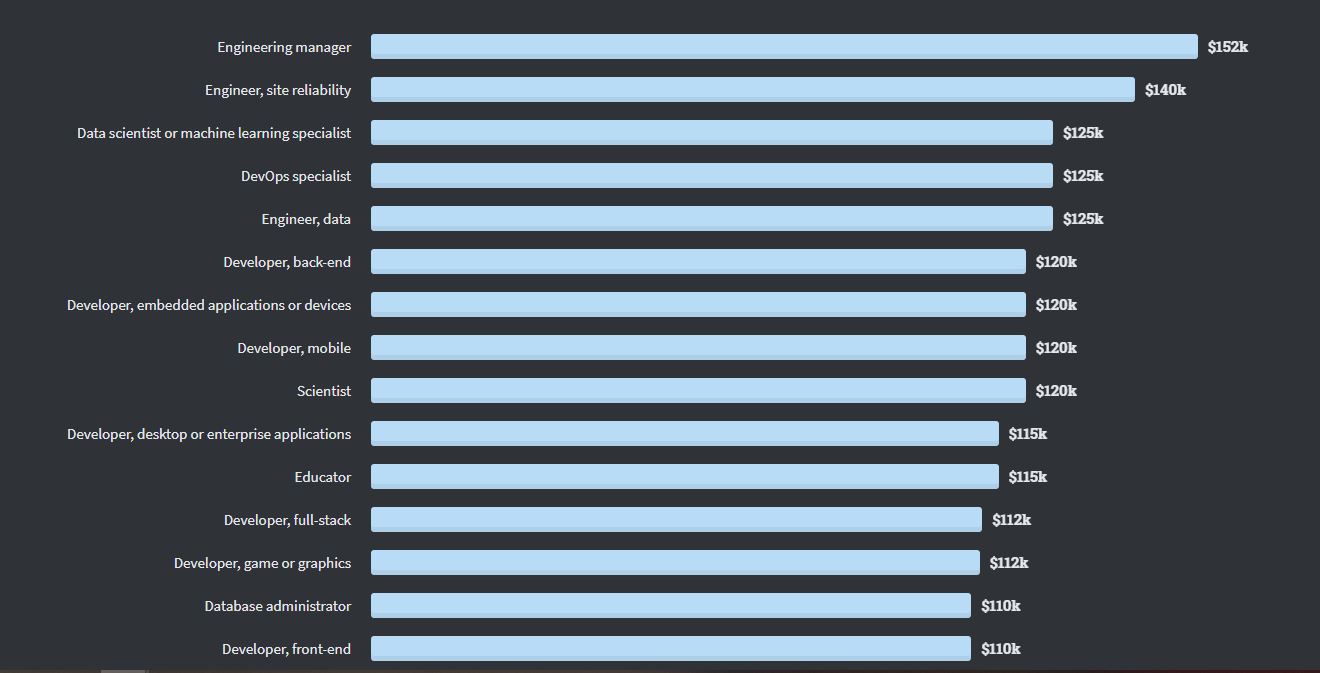 Engineering manager $152k
Engineer, site reliability $140k
Data scientist or machine learning specialist $125k
DevOps specialist $125k
Engineer, data $125k
Developer, back-end $120k
Developer, embedded applications or devices $120k
Developer, mobile $120k
Scientist $120k
Developer, desktop or enterprise applications $115k
Educator $115k
Developer, full-stack $112k
Developer, game or graphics $112k
Database administrator $110k
Developer, front-end $110k